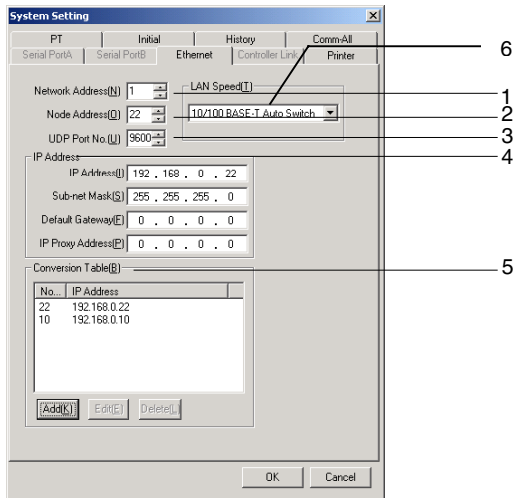 System Setting
PT Initial History Comm-All
Serial PortA Serial PortB Ethernet Controller Link Printer
6
Network Address(N) 1
LAN Speed(T)
1
Node Address(O) 22
10/100 BASE-T Auto Switch
2
UDP Port No.(U) 9600
3
IP Address
4
IP Address(I) 192 . 168 . 0 . 22
Sub-net Mask(S) 255 . 255 . 255 . 0
Default Gateway(F) 0 . 0 . 0 . 0
IP Proxy Address(P) 0 . 0 . 0 . 0
Conversion Table(B)
5
No... IP Address
22 192.168.0.22
10 192.168.0.10
Add(K) Edit(E) Delete(L)
OK Cancel